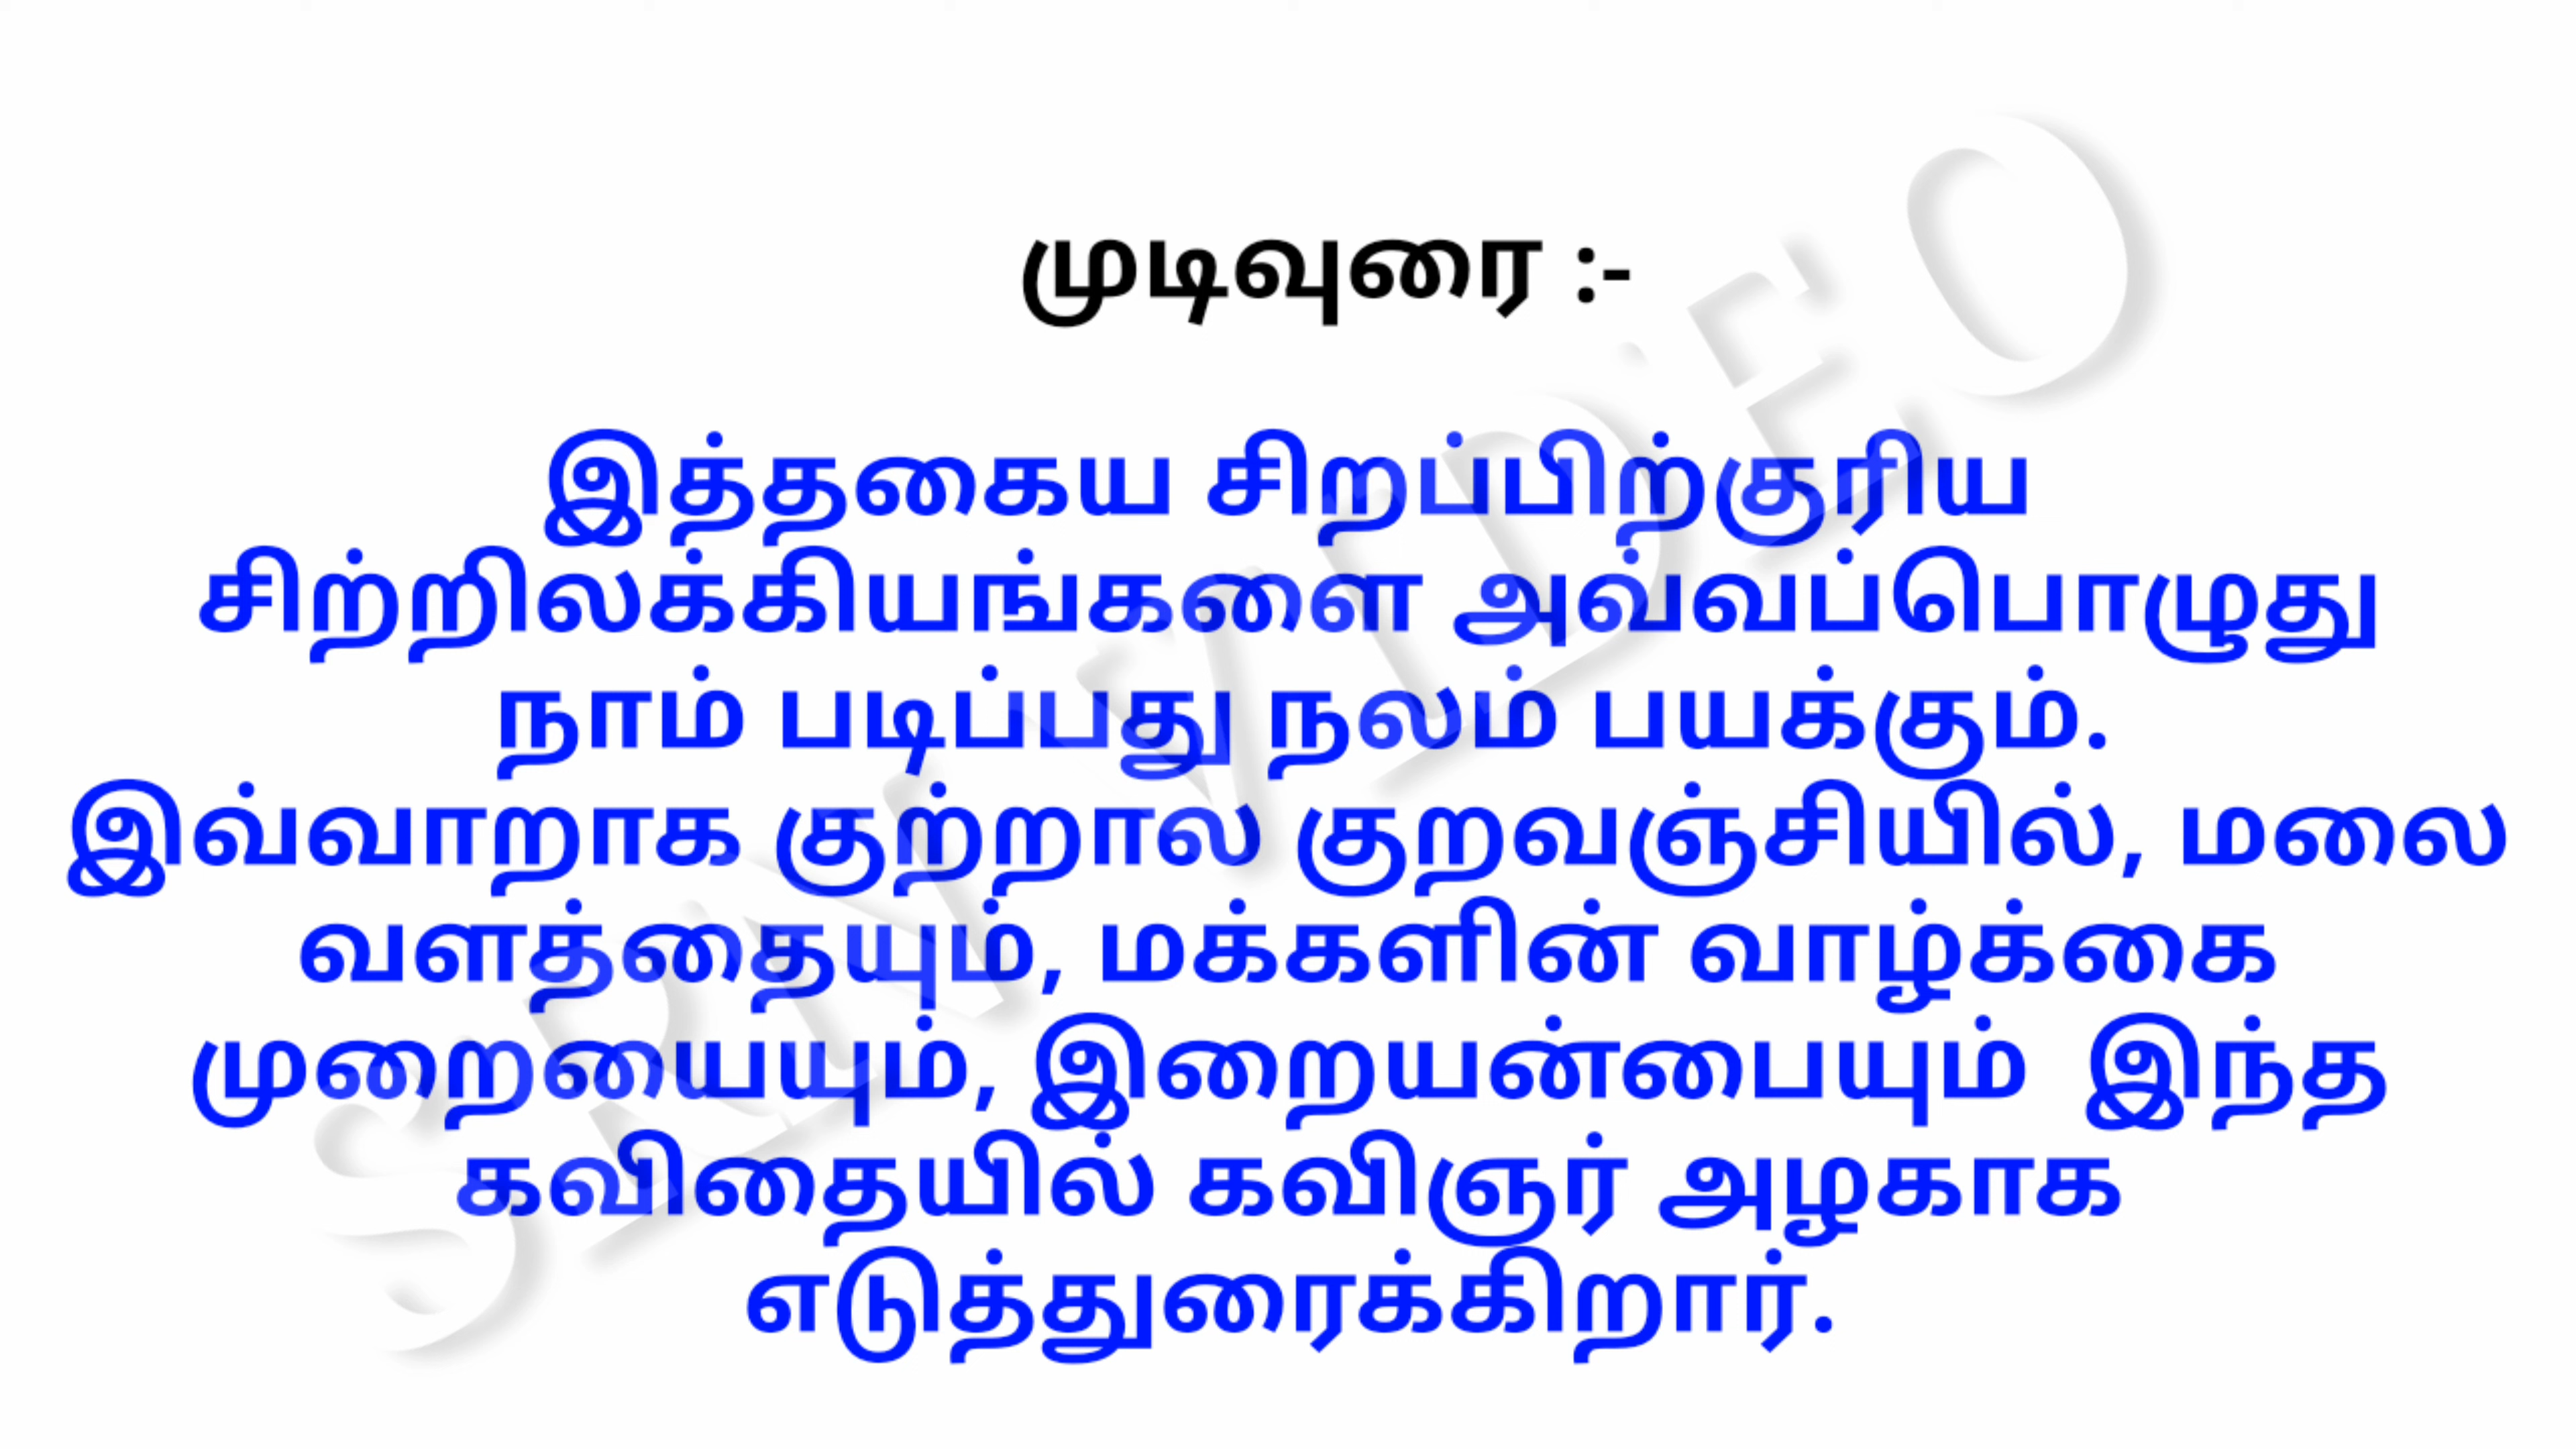 முடிவுரை :-
இத்தகைய சிறப்பிற்குரிய
சிற்றிலக்கியங்களை அவ்வப்பொழுது
நாம் படிப்பது நலம் பயக்கும்.
இவ்வாறாக குற்றால குறவஞ்சியில், மலை
வளத்தையும், மக்களின் வாழ்க்கை
முறையையும், இறையன்பையும்  இந்த
கவிதையில் கவிஞர் அழகாக
எடுத்துரைக்கிறார்.